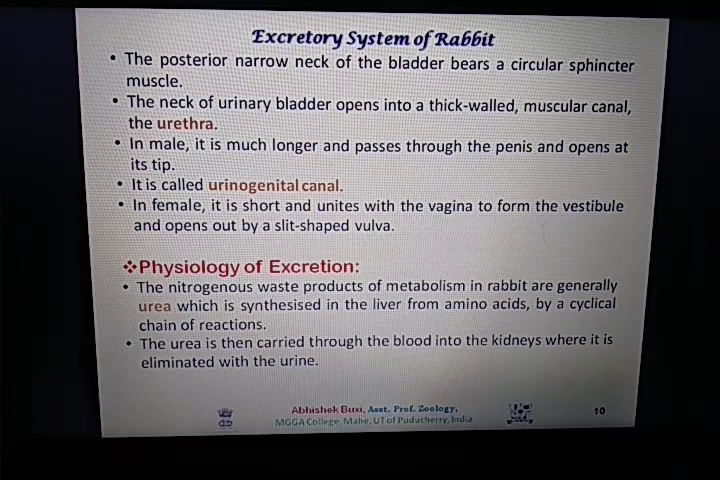 Excretory System of Rabbit
• The posterior narrow neck of the bladder bears a circular sphincter
muscle.
• The neck of urinary bladder opens into a thick-walled, muscular canal,
the urethra.
• In male, it is much longer and passes through the penis and opens at
its tip.
• It is called urinogenital canal.
• In female, it is short and unites with the vagina to form the vestibule
and opens out by a slit-shaped vulva.
❖Physiology of Excretion:
• The nitrogenous waste products of metabolism in rabbit are generally
urea which is synthesised in the liver from amino acids, by a cyclical
chain of reactions.
• The urea is then carried through the blood into the kidneys where it is
eliminated with the urine.
Abhishek Buxi, Asst. Prof. Zoology,
MGGA College, Mahe, UT of Puducherry, India
10